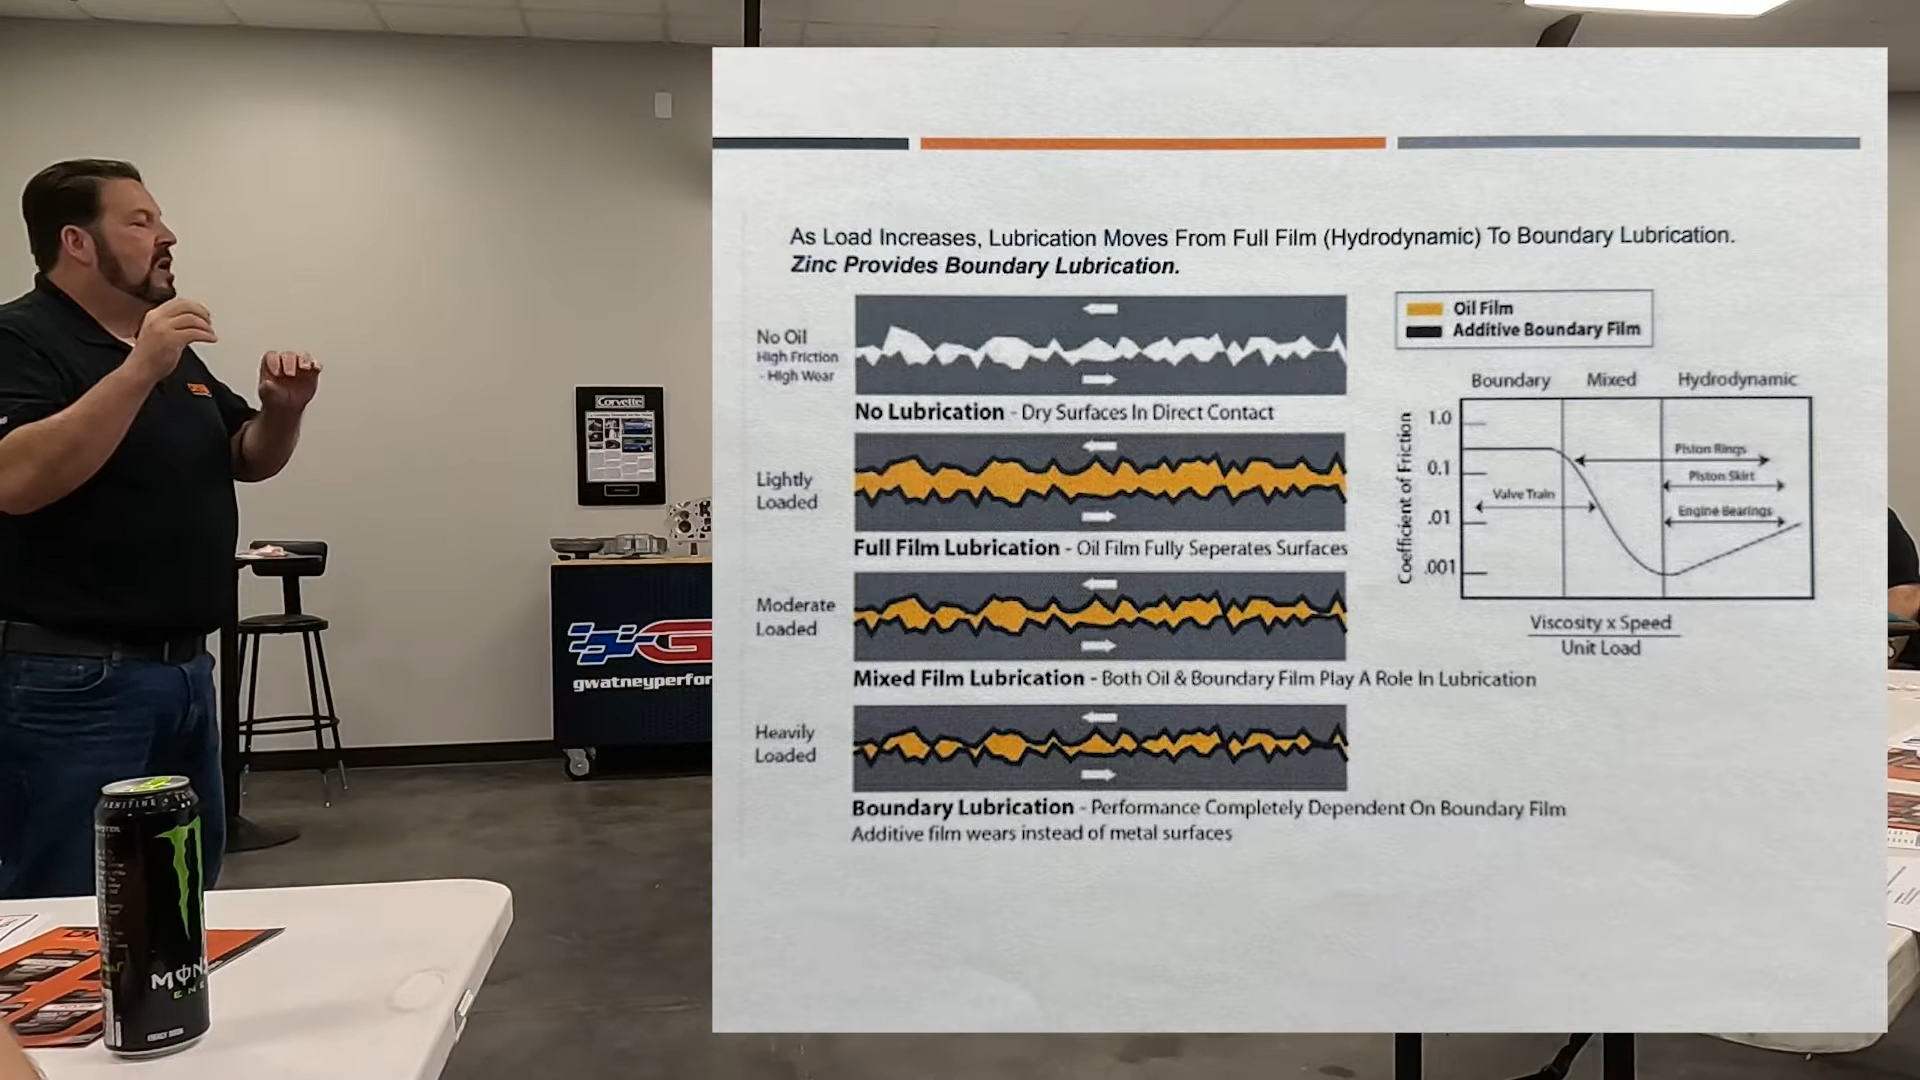 As Load Increases, Lubrication Moves From Full Film (Hydrodynamic) To Boundary Lubrication.
Zinc Provides Boundary Lubrication.
No Oil
High Friction
- High Wear
No Lubrication - Dry Surfaces In Direct Contact
Lightly
Loaded
Full Film Lubrication - Oil Film Fully Seperates Surfaces
Moderate
Loaded
Mixed Film Lubrication - Both Oil & Boundary Film Play A Role In Lubrication
Heavily
Loaded
Boundary Lubrication - Performance Completely Dependent On Boundary Film
Additive film wears instead of metal surfaces
Oil Film
Additive Boundary Film
Boundary Mixed Hydrodynamic
Coefficient of Friction
1.0
0.1
.01
.001
Piston Rings
Piston Skirt
Valve Train
Engine Bearings
Viscosity x Speed
Unit Load
Corvette
G
gwatneyperfor
MONS
ENE